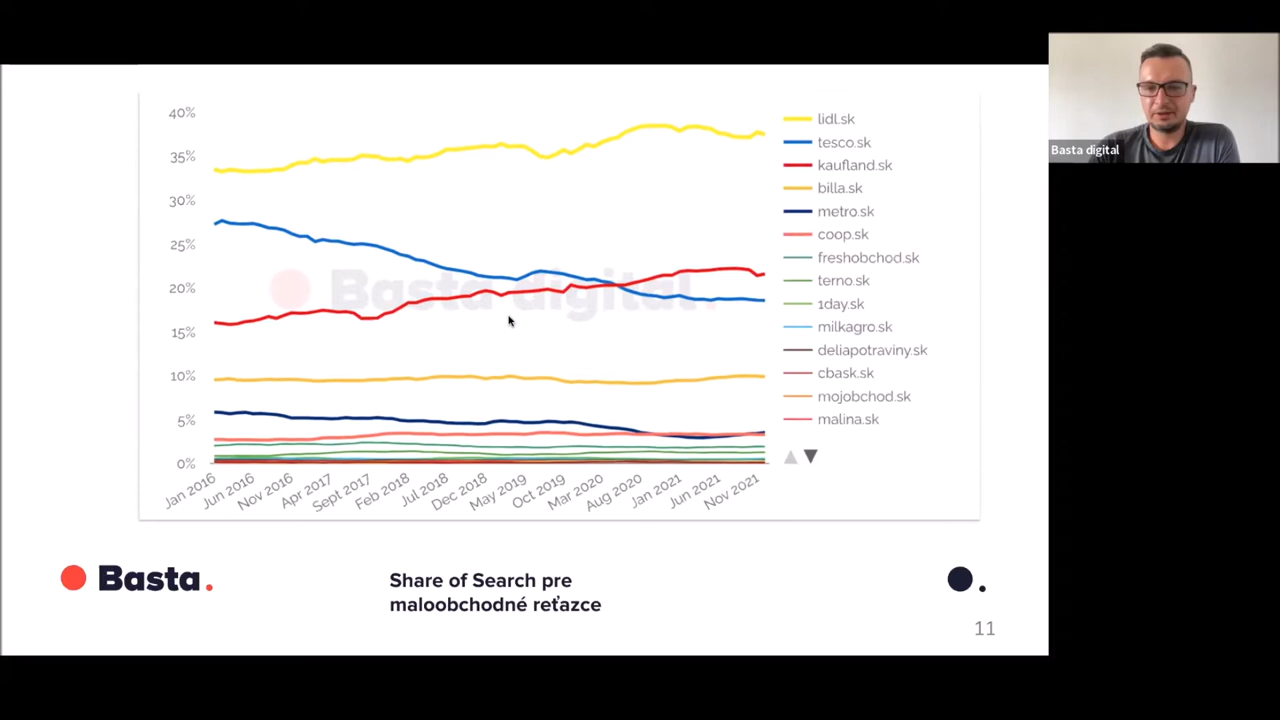 40%
35%
30%
25%
20%
15%
10%
5%
0%
Jan 2016
Jun 2016
Nov 2016
Apr 2017
Sept 2017
Feb 2018
Jul 2018
Dec 2018
May 2019
Oct 2019
Mar 2020
Aug 2020
Jan 2021
Jun 2021
Nov 2021
lidl.sk
tesco.sk
kaufland.sk
billa.sk
metro.sk
coop.sk
freshobchod.sk
terno.sk
1day.sk
milkagro.sk
deliapotraviny.sk
cbask.sk
mojobchod.sk
malina.sk
Basta digital.
Basta.
Share of Search pre
maloobchodné reťazce
11
Basta digital